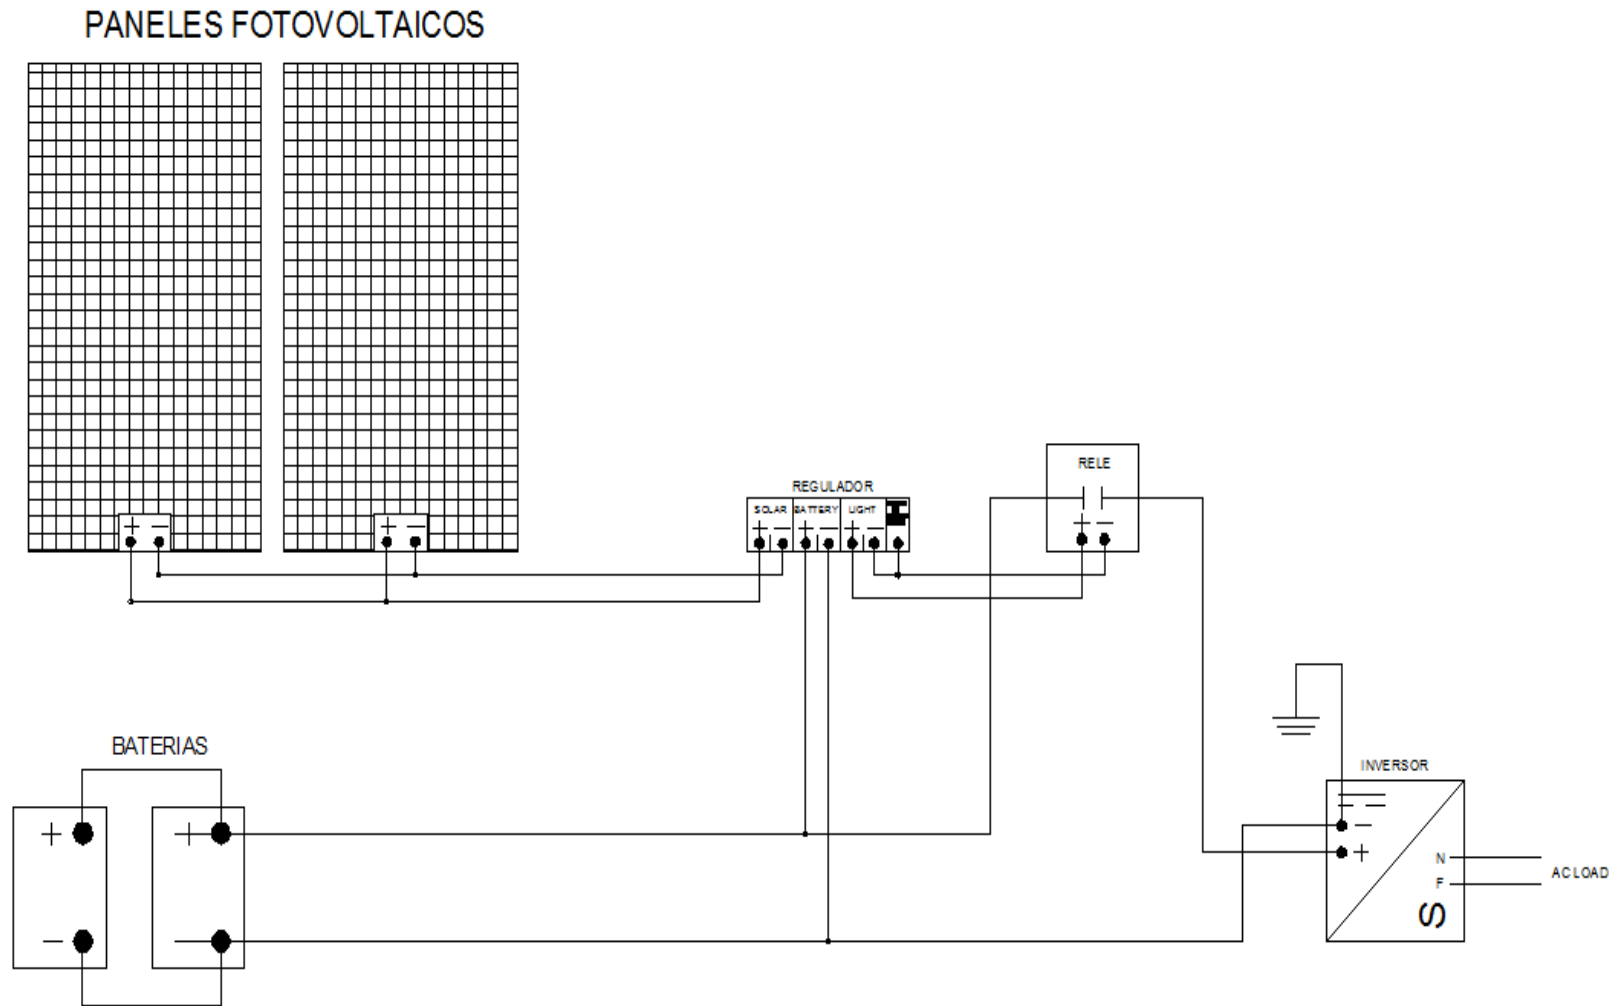 PANELES FOTOVOLTAICOS
+ − + −
REGULADOR
SOLAR BATTERY LIGHT
+ − + − + −
RELE
+ −
BATERIAS
+ +
− −
INVERSOR
−
+
N
F
S
AC LOAD